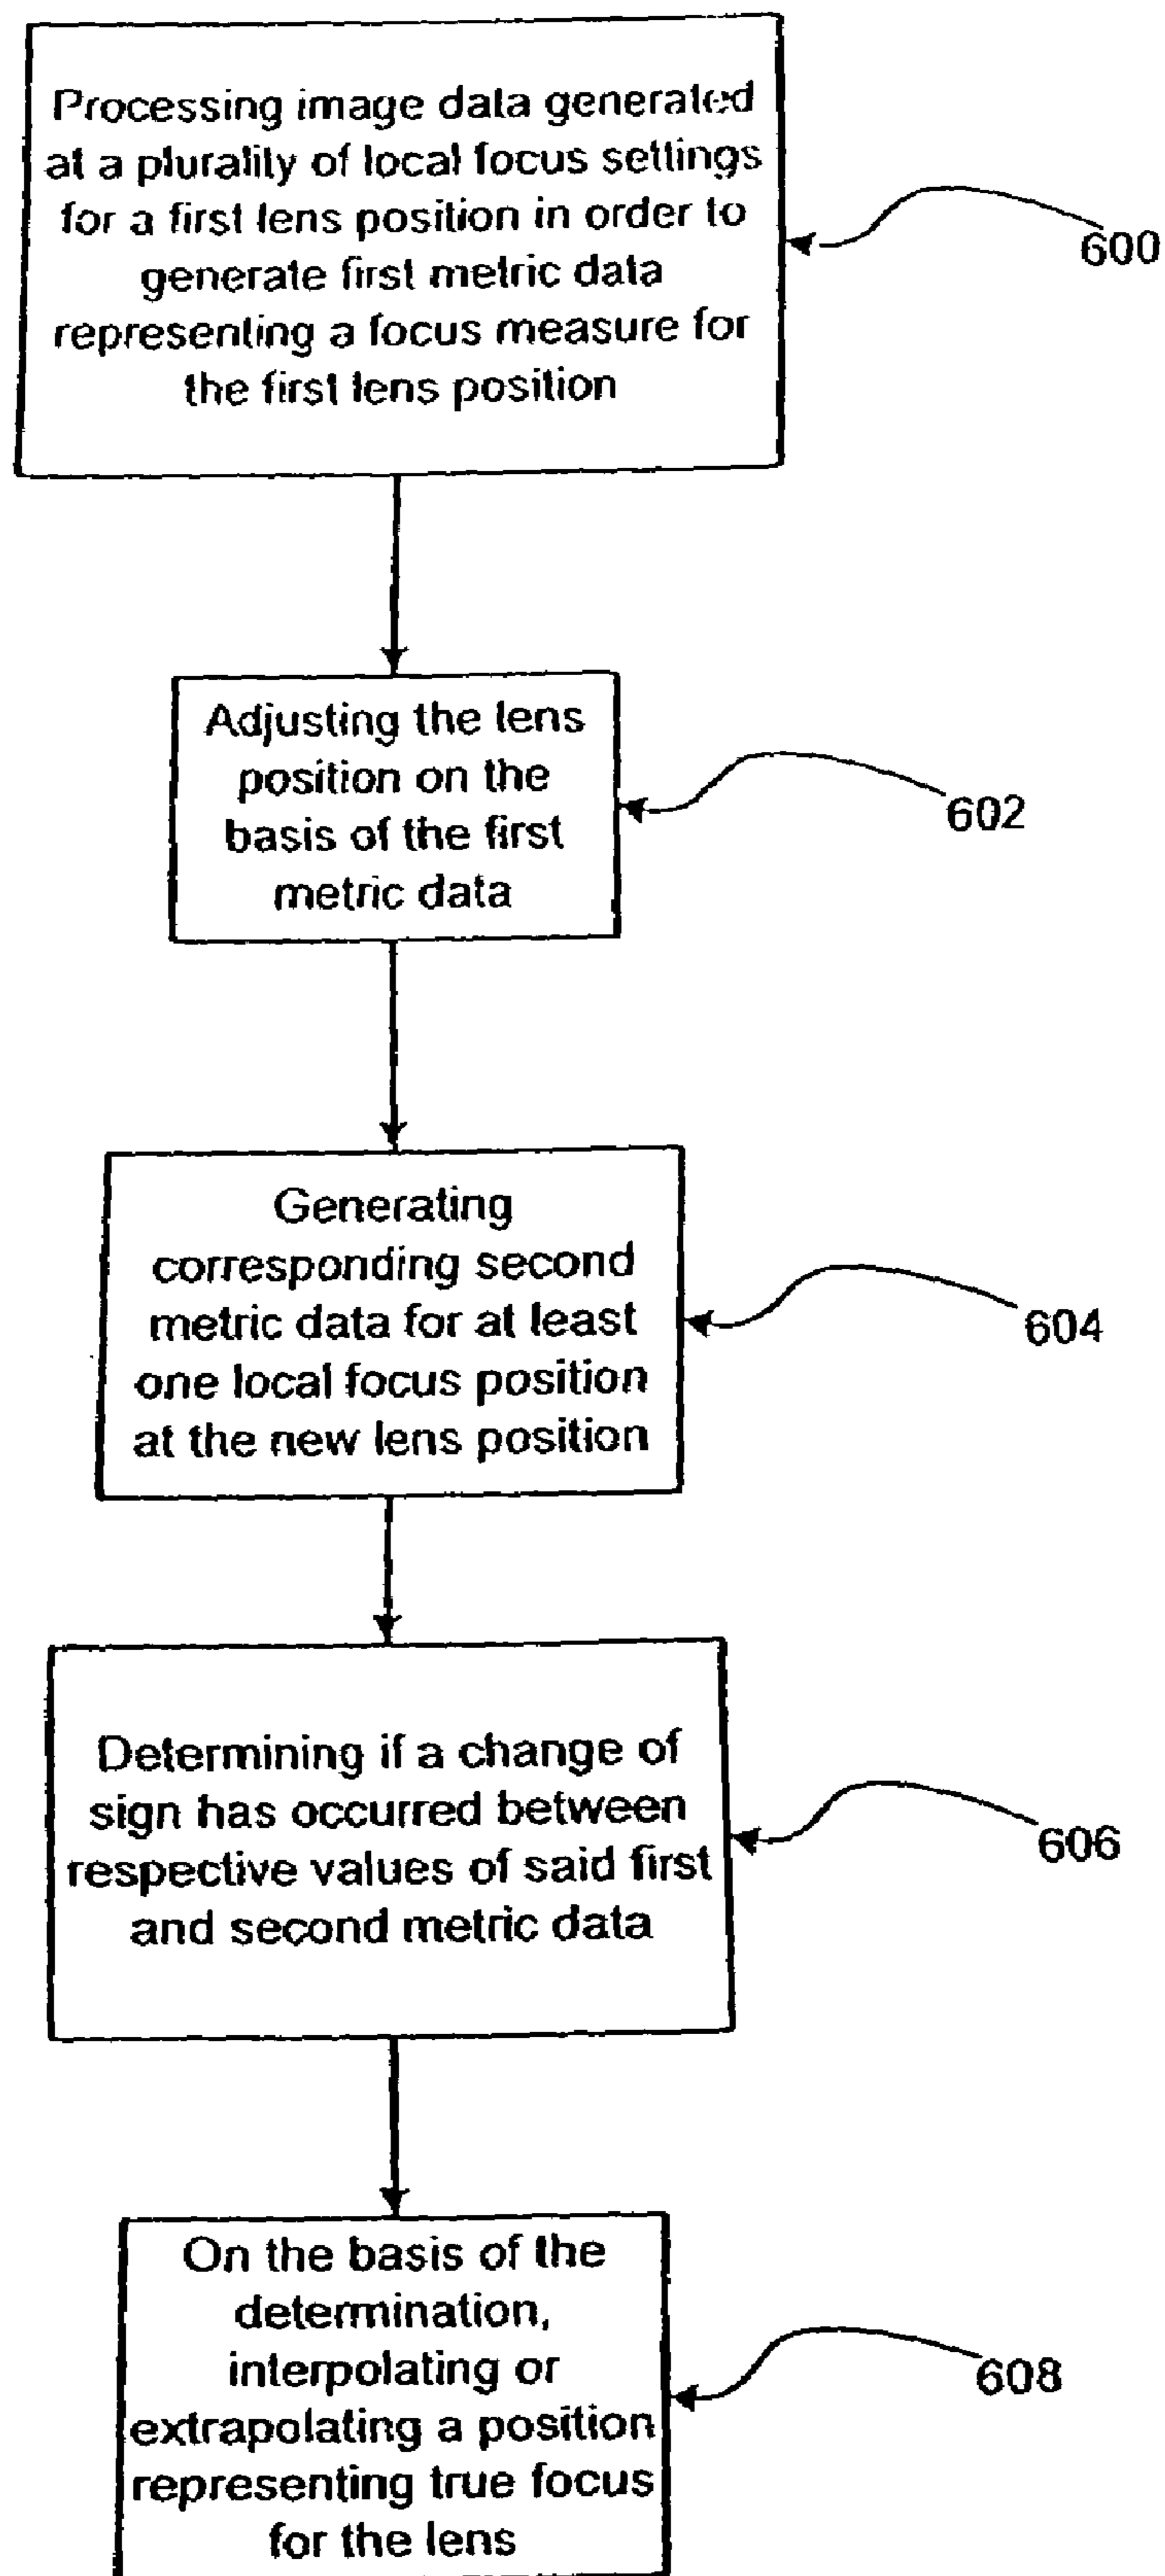 Processing image data generated
at a plurality of local focus settings
for a first lens position in order to
generate first metric data
representing a focus measure for
the first lens position
600
Adjusting the lens
position on the
basis of the first
metric data
602
Generating
corresponding second
metric data for at least
one local focus position
at the new lens position
604
Determining if a change of
sign has occurred between
respective values of said first
and second metric data
606
On the basis of the
determination,
interpolating or
extrapolating a position
representing true focus
for the lens
608